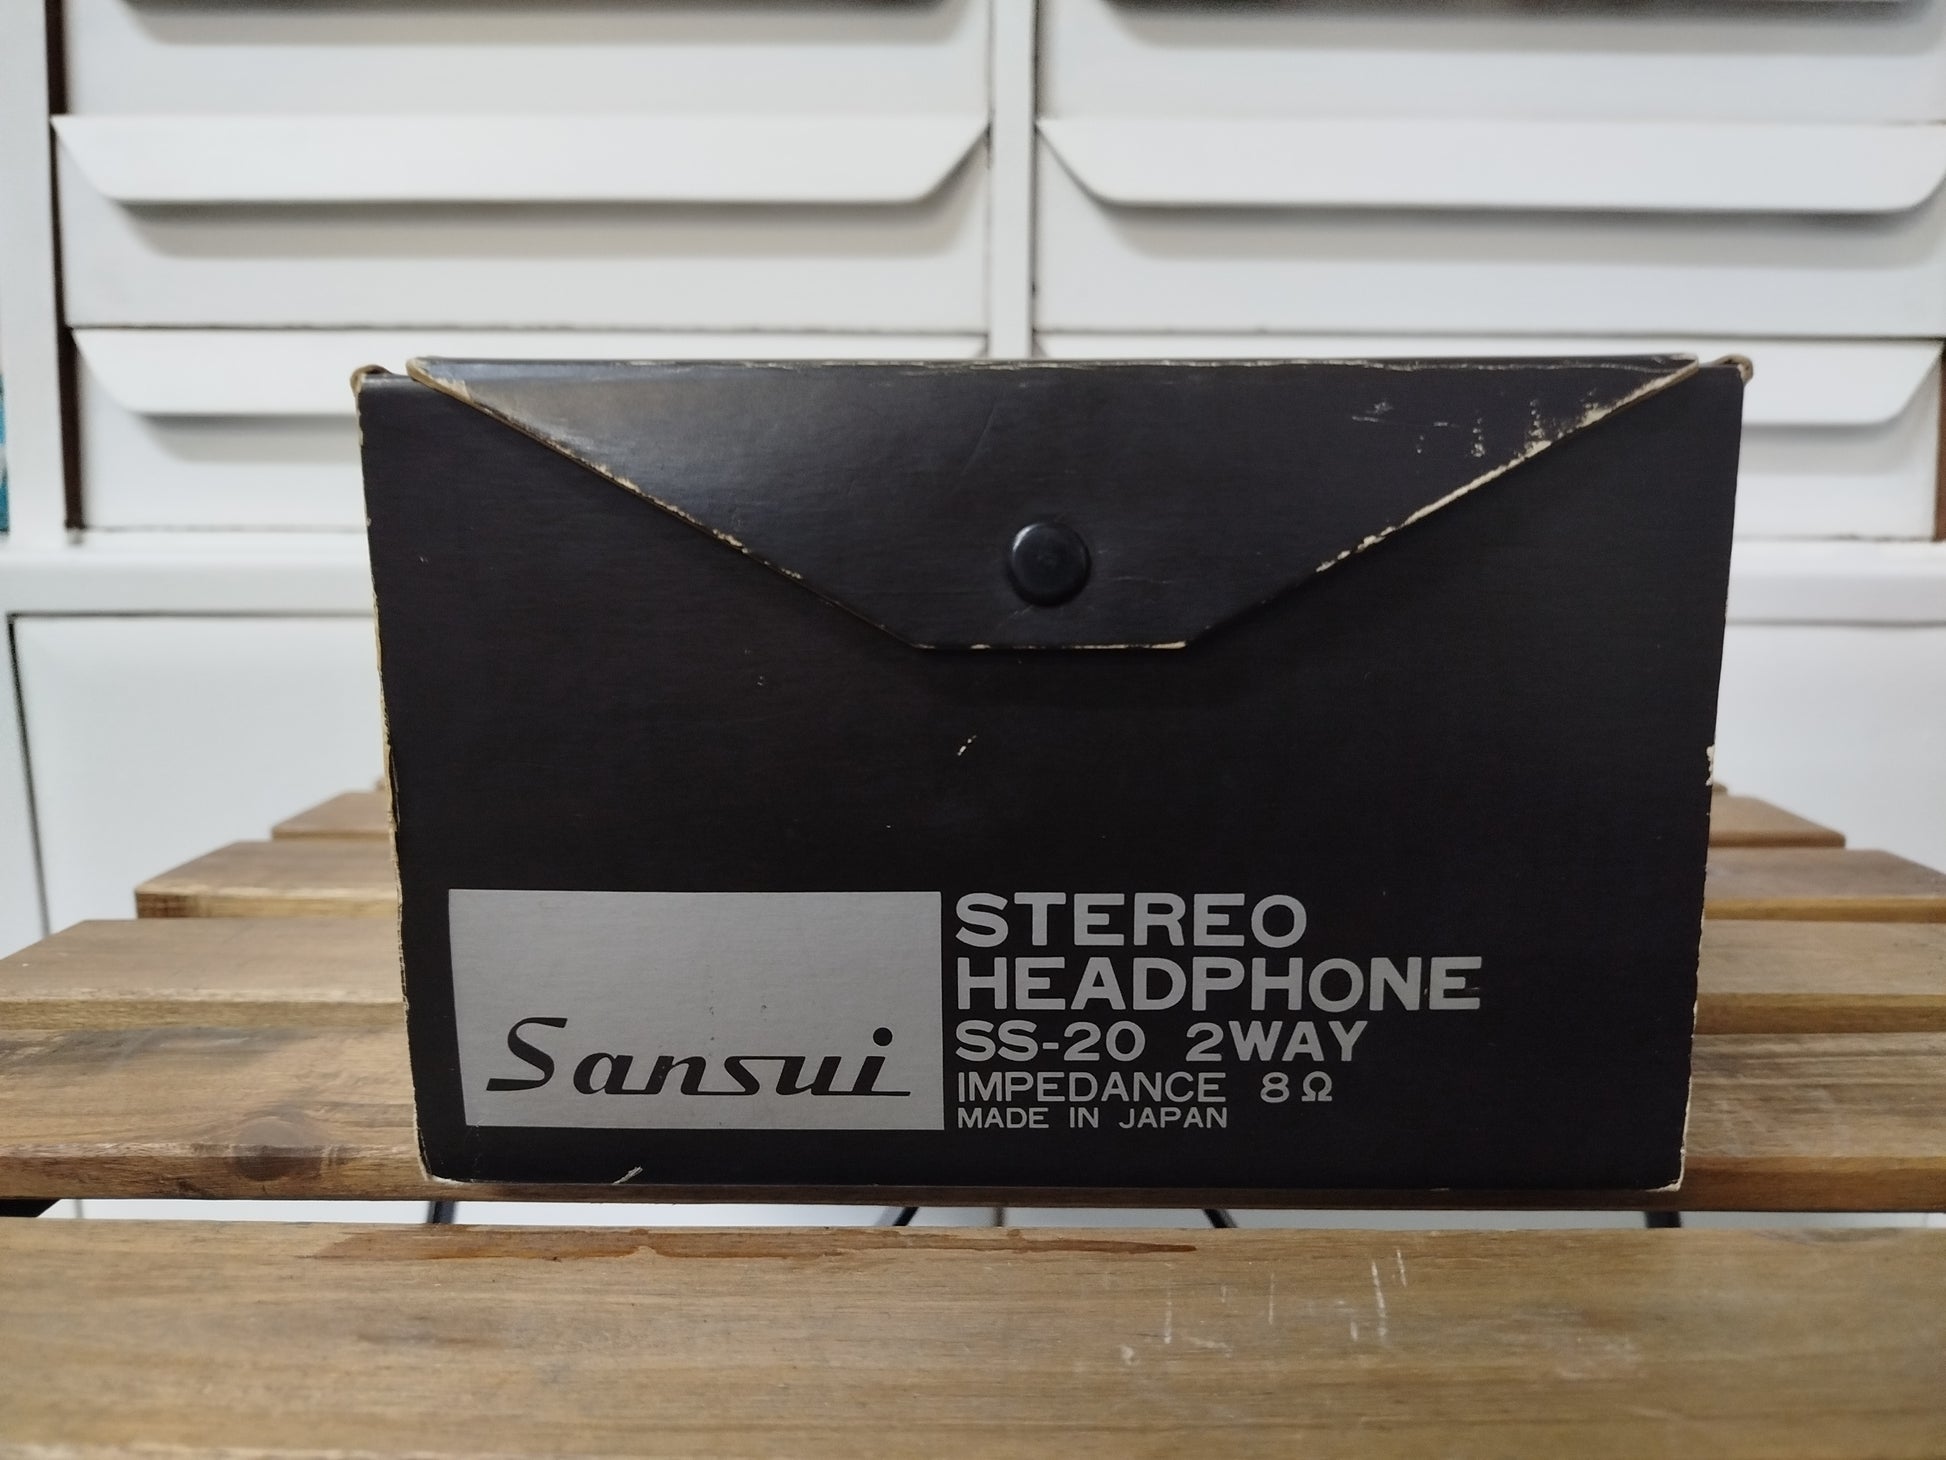 Sansui
STEREO
HEADPHONE
SS-20 2WAY
IMPEDANCE 8Ω
MADE IN JAPAN